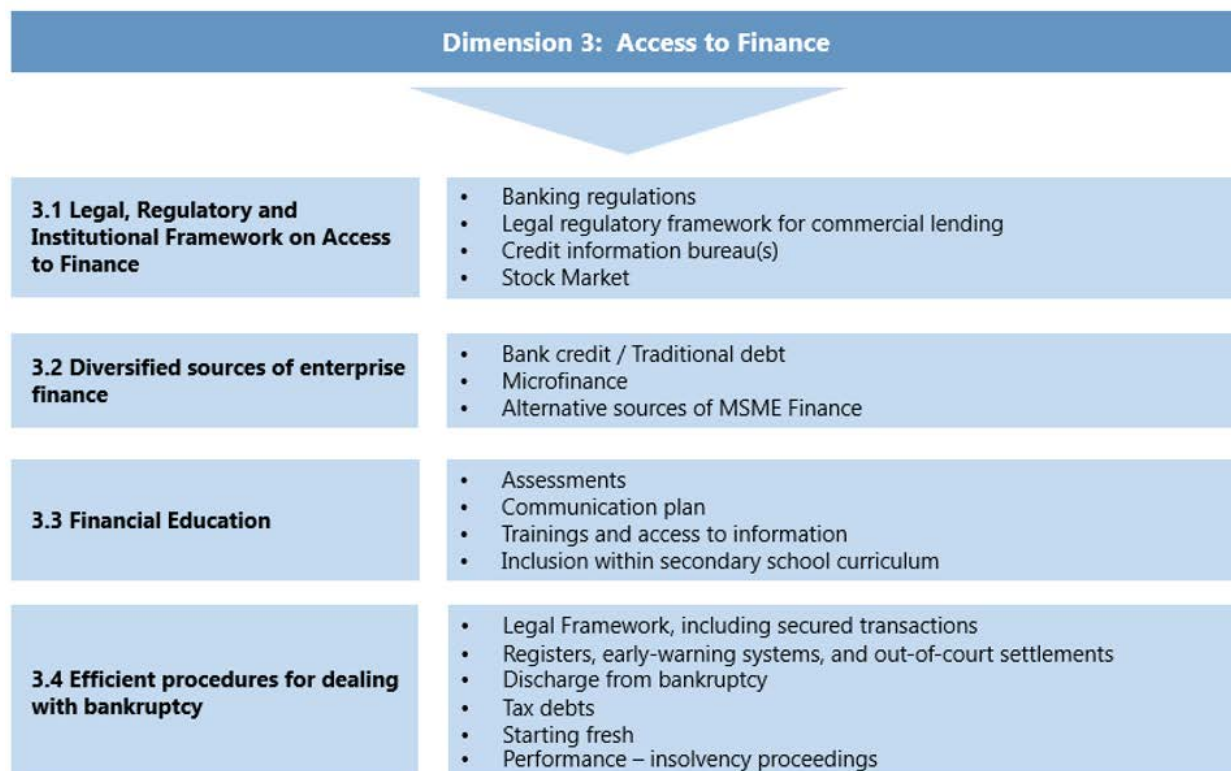 Dimension 3: Access to Finance
3.1 Legal, Regulatory and
Institutional Framework on Access
to Finance
• Banking regulations
• Legal regulatory framework for commercial lending
• Credit information bureau(s)
• Stock Market
3.2 Diversified sources of enterprise
finance
• Bank credit / Traditional debt
• Microfinance
• Alternative sources of MSME Finance
3.3 Financial Education
• Assessments
• Communication plan
• Trainings and access to information
• Inclusion within secondary school curriculum
3.4 Efficient procedures for dealing
with bankruptcy
• Legal Framework, including secured transactions
• Registers, early-warning systems, and out-of-court settlements
• Discharge from bankruptcy
• Tax debts
• Starting fresh
• Performance – insolvency proceedings